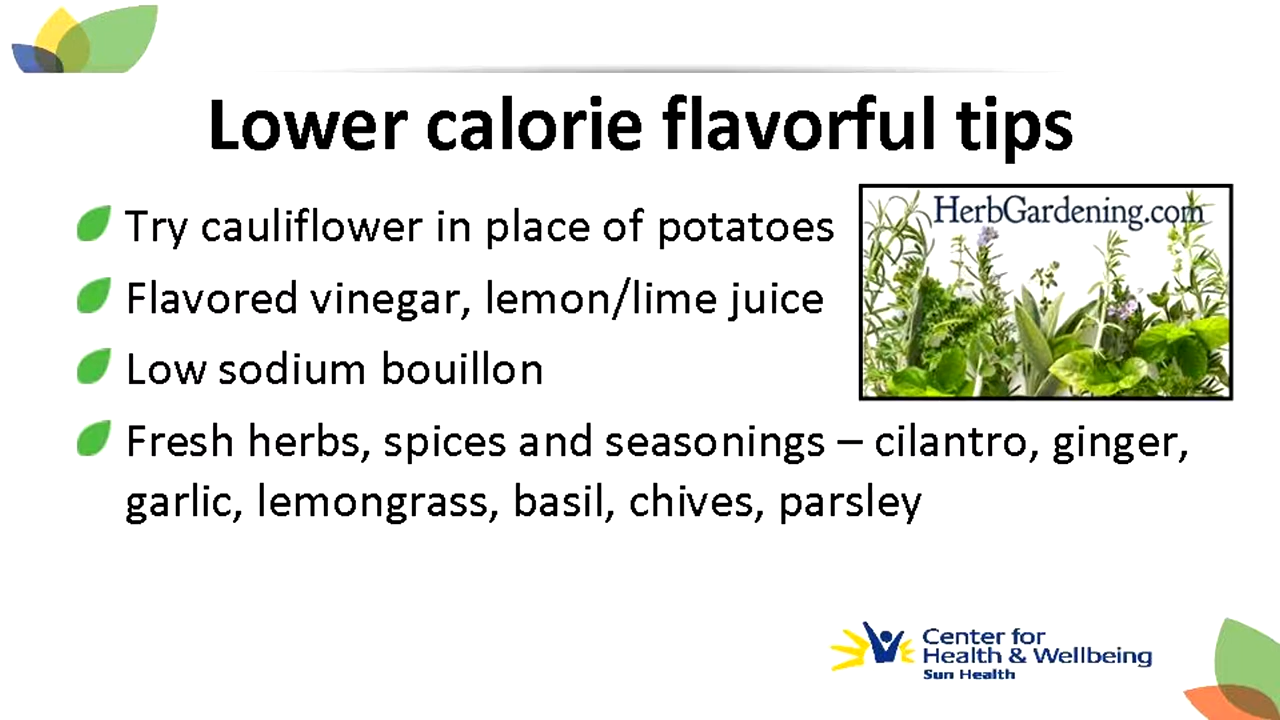 Lower calorie flavorful tips
Try cauliflower in place of potatoes
HerbGardening.com
Flavored vinegar, lemon/lime juice
Low sodium bouillon
Fresh herbs, spices and seasonings – cilantro, ginger,
garlic, lemongrass, basil, chives, parsley
Center for
Health & Wellbeing
Sun Health